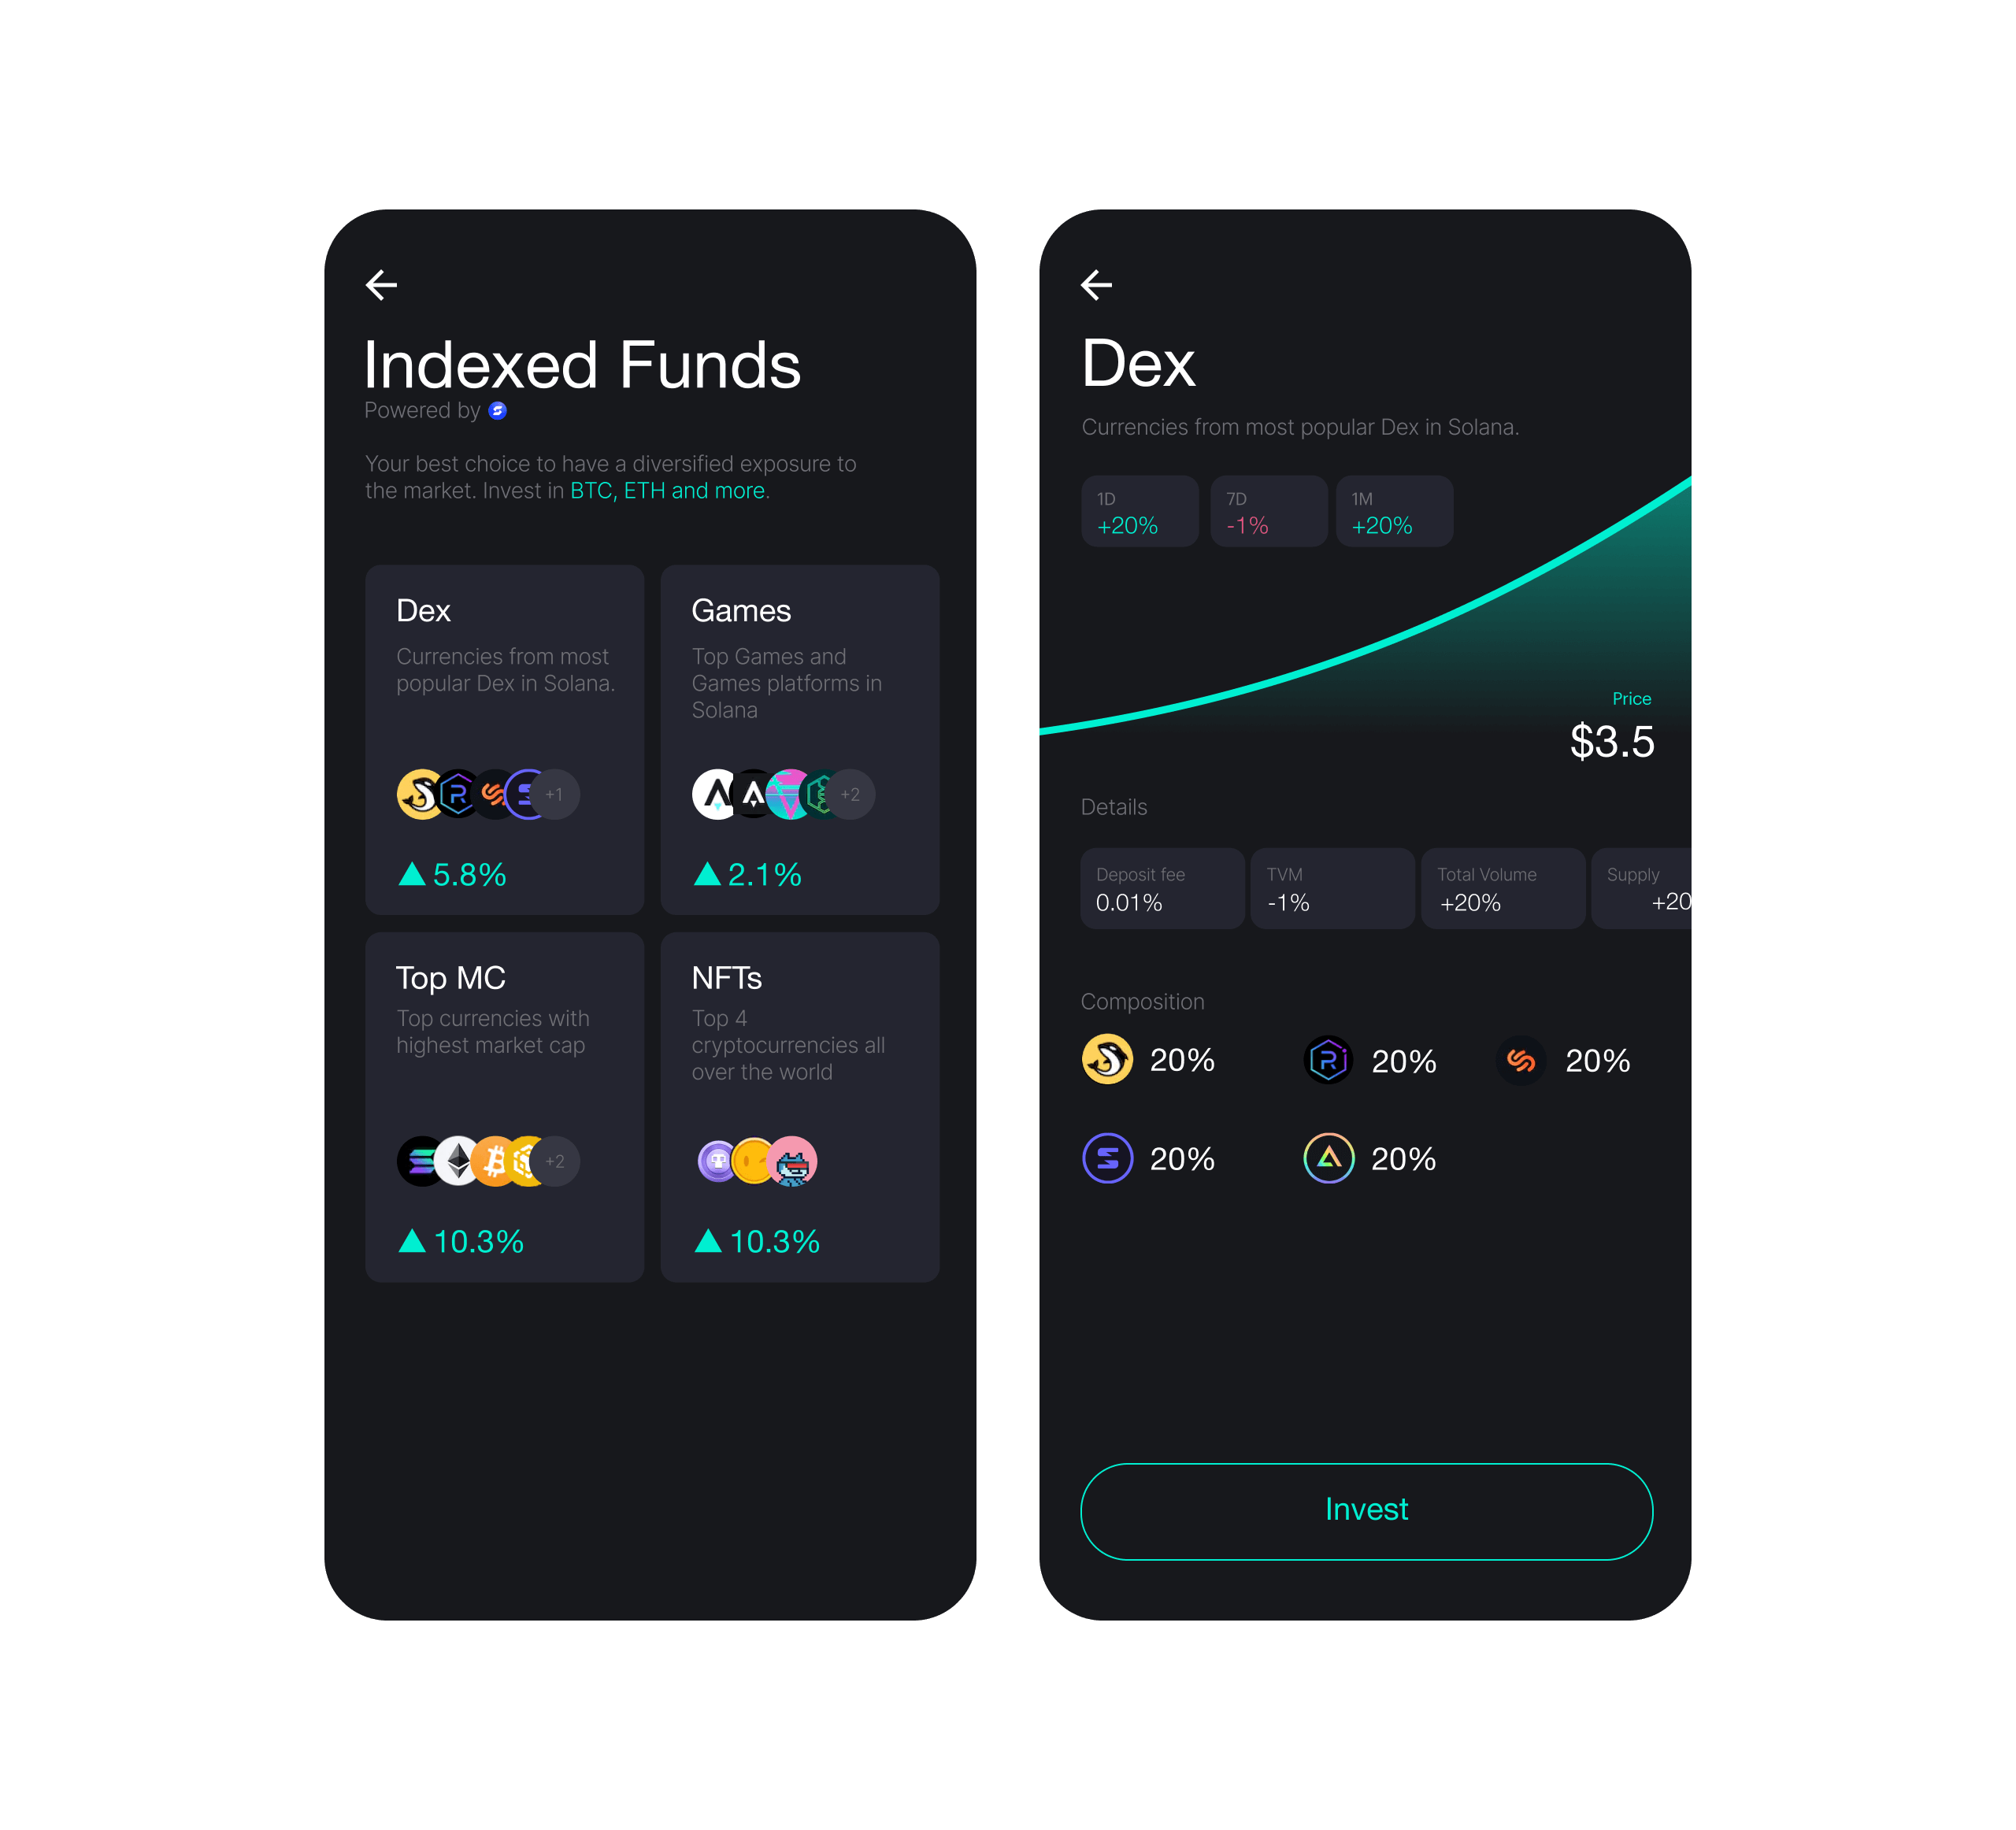 Indexed Funds
Powered by
Your best choice to have a diversified exposure to
the market. Invest in BTC, ETH and more.
Dex
Currencies from most
popular Dex in Solana.
+1
5.8%
Games
Top Games and
Games platforms in
Solana
+2
2.1%
Top MC
Top currencies with
highest market cap
+2
10.3%
NFTs
Top 4
cryptocurrencies all
over the world
10.3%
Dex
Currencies from most popular Dex in Solana.
1D
+20%
7D
-1%
1M
+20%
Price
$3.5
Details
Deposit fee
0.01%
TVM
-1%
Total Volume
+20%
Supply
+20
Composition
20%
20%
20%
20%
20%
Invest